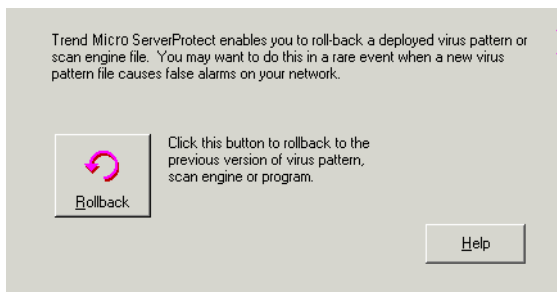 Trend Micro ServerProtect enables you to roll-back a deployed virus pattern or
scan engine file. You may want to do this in a rare event when a new virus
pattern file causes false alarms on your network.
Click this button to rollback to the
previous version of virus pattern,
scan engine or program.
Rollback
Help